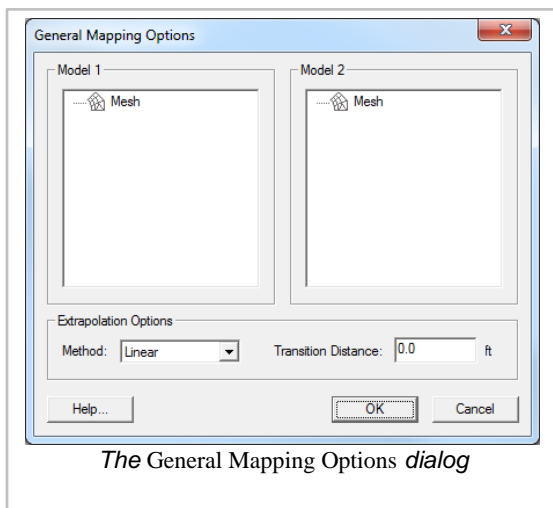 General Mapping Options
Model 1
Mesh
Model 2
Mesh
Extrapolation Options
Method: Linear Transition Distance: 0.0 ft
Help... OK Cancel
The General Mapping Options dialog